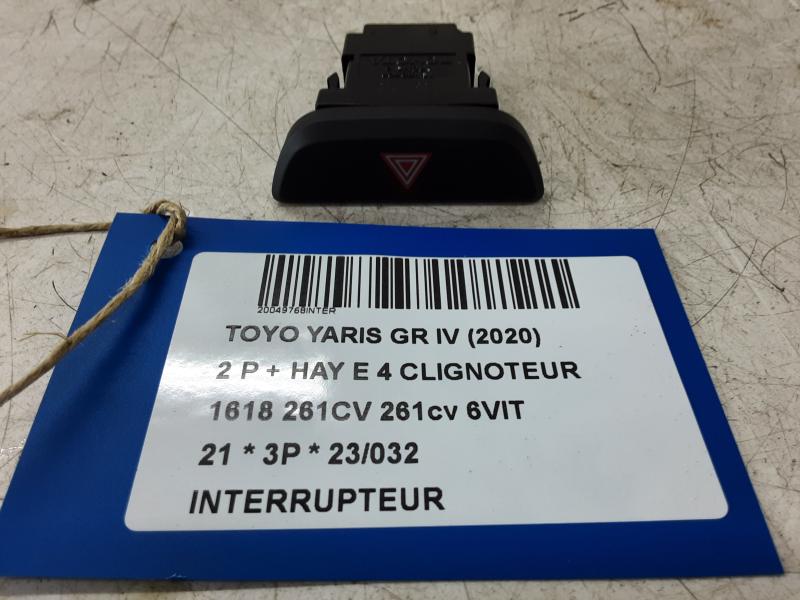 20049768INTER
TOYO YARIS GR IV (2020)
2 P + HAY E 4 CLIGNOTEUR
1618 261CV 261cv 6VIT
21 * 3P * 23/032
INTERRUPTEUR